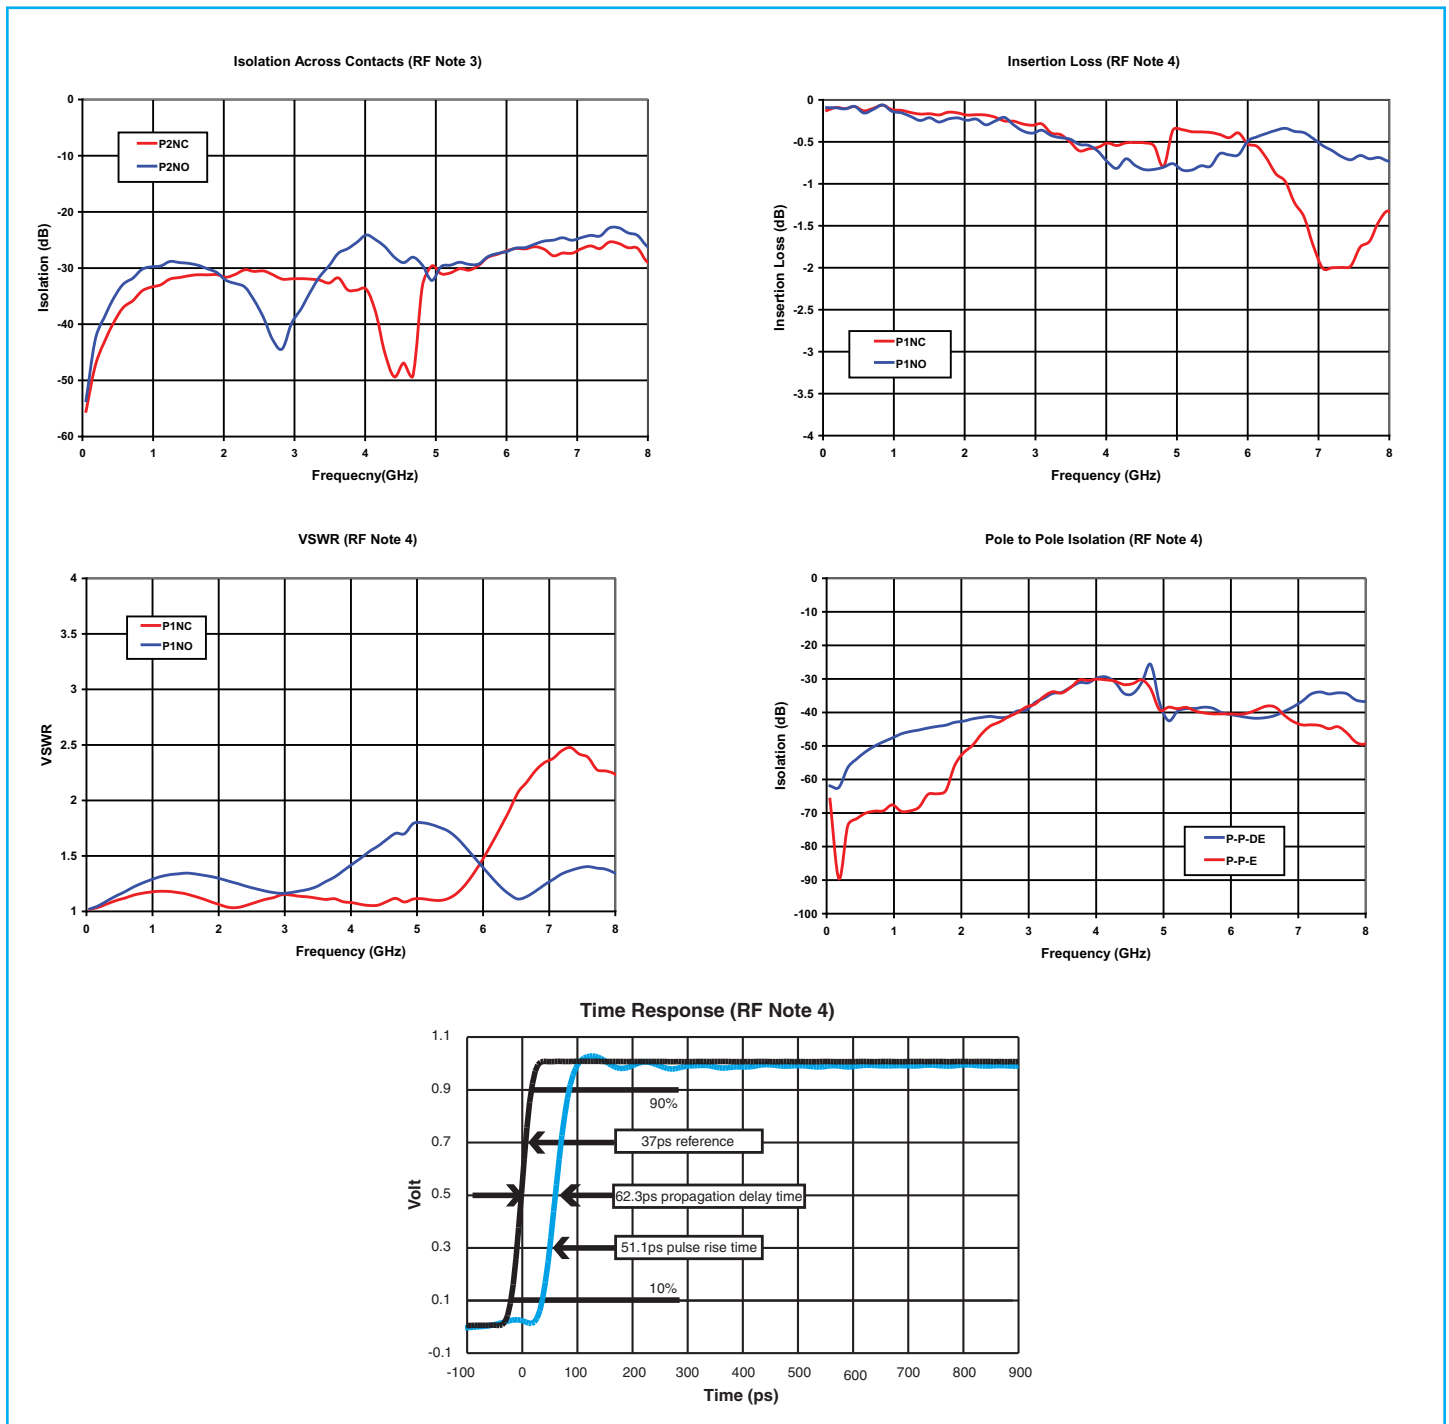 Isolation Across Contacts (RF Note 3)
0
-10
-20
-30
-40
-50
-60
Isolation (dB)
P2NC
P2NO
0 1 2 3 4 5 6 7 8
Frequecny(GHz)
Insertion Loss (RF Note 4)
0
-0.5
-1
-1.5
-2
-2.5
-3
-3.5
-4
Insertion Loss (dB)
P1NC
P1NO
0 1 2 3 4 5 6 7 8
Frequency (GHz)
VSWR (RF Note 4)
4
3.5
3
2.5
2
1.5
1
VSWR
P1NC
P1NO
0 1 2 3 4 5 6 7 8
Frequency (GHz)
Pole to Pole Isolation (RF Note 4)
0
-10
-20
-30
-40
-50
-60
-70
-80
-90
-100
Isolation (dB)
P-P-DE
P-P-E
0 1 2 3 4 5 6 7 8
Frequency (GHz)
Time Response (RF Note 4)
1.1
0.9
0.7
0.5
0.3
0.1
-0.1
Volt
90%
37ps reference
62.3ps propagation delay time
51.1ps pulse rise time
10%
-100 0 100 200 300 400 500 600 700 800 900
Time (ps)